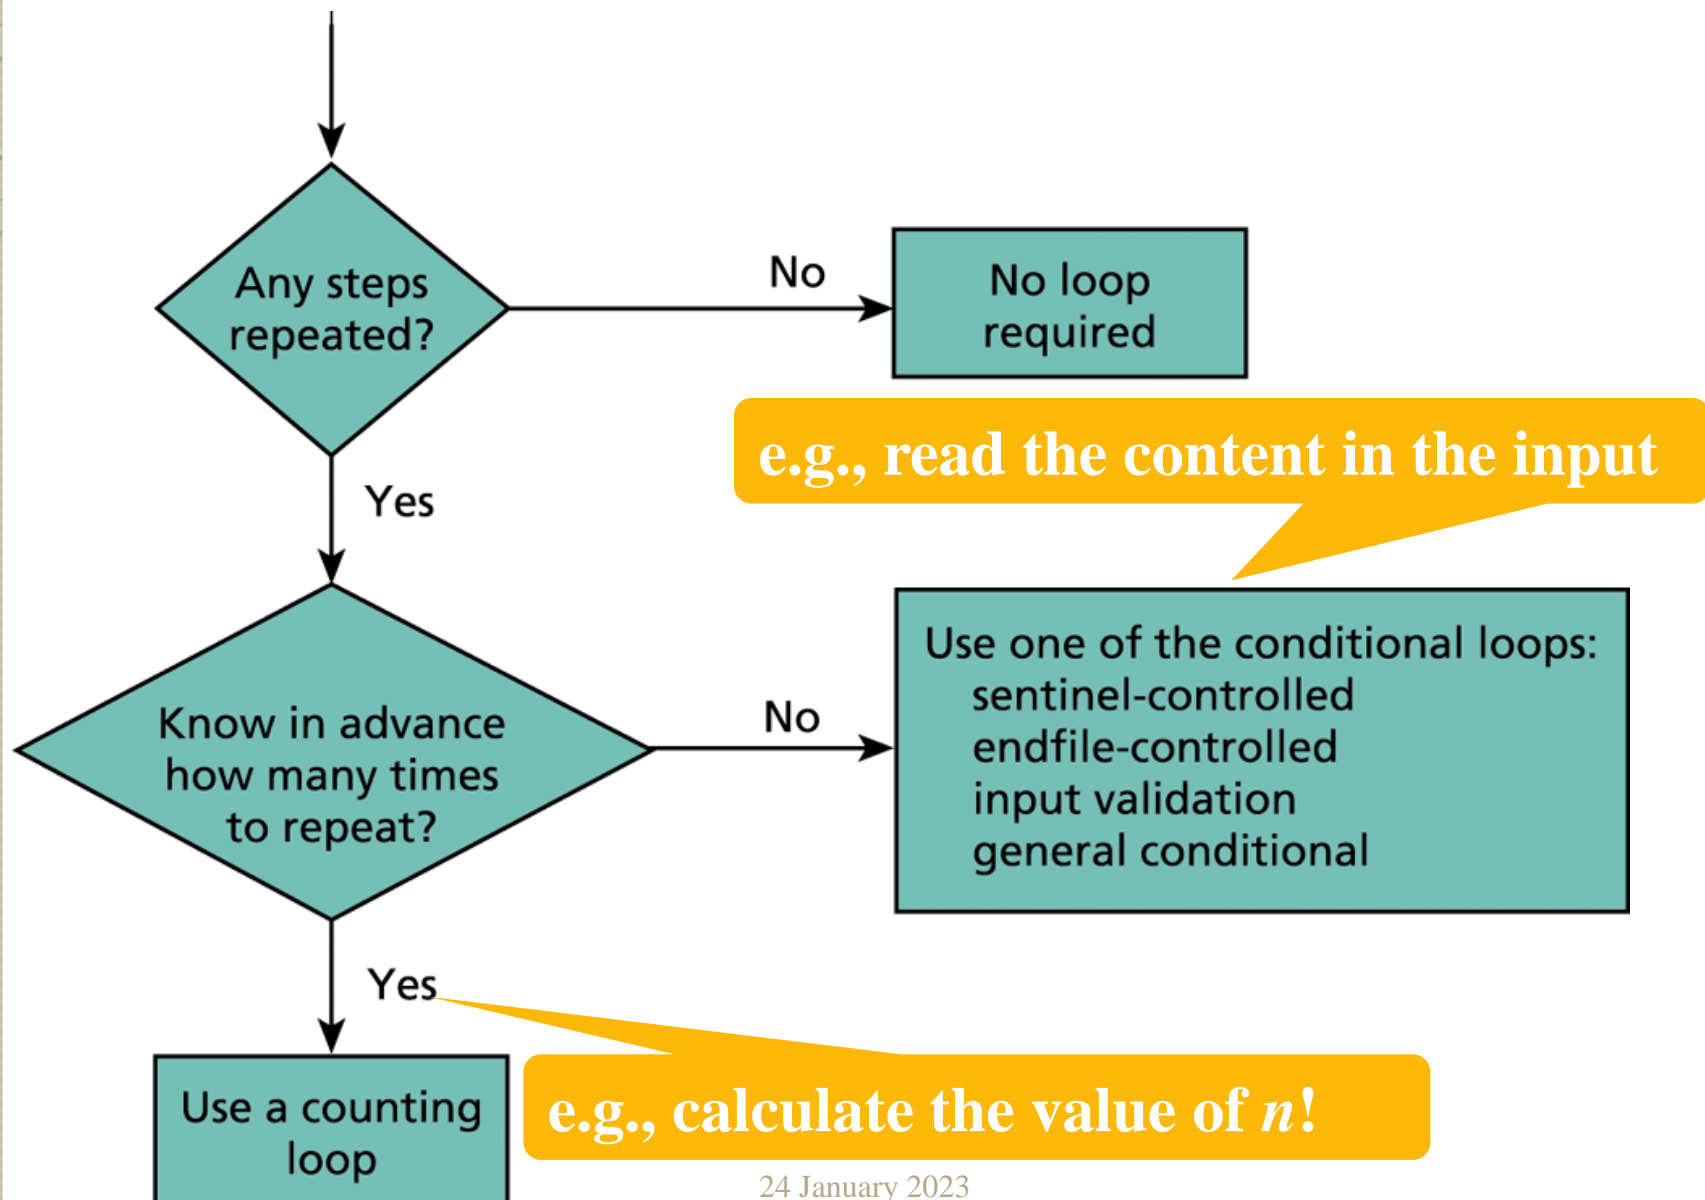 Any steps
repeated?
No
No loop
required
e.g., read the content in the input
Yes
Know in advance
how many times
to repeat?
No
Use one of the conditional loops:
sentinel-controlled
endfile-controlled
input validation
general conditional
Yes
Use a counting
loop
e.g., calculate the value of n!
24 January 2023